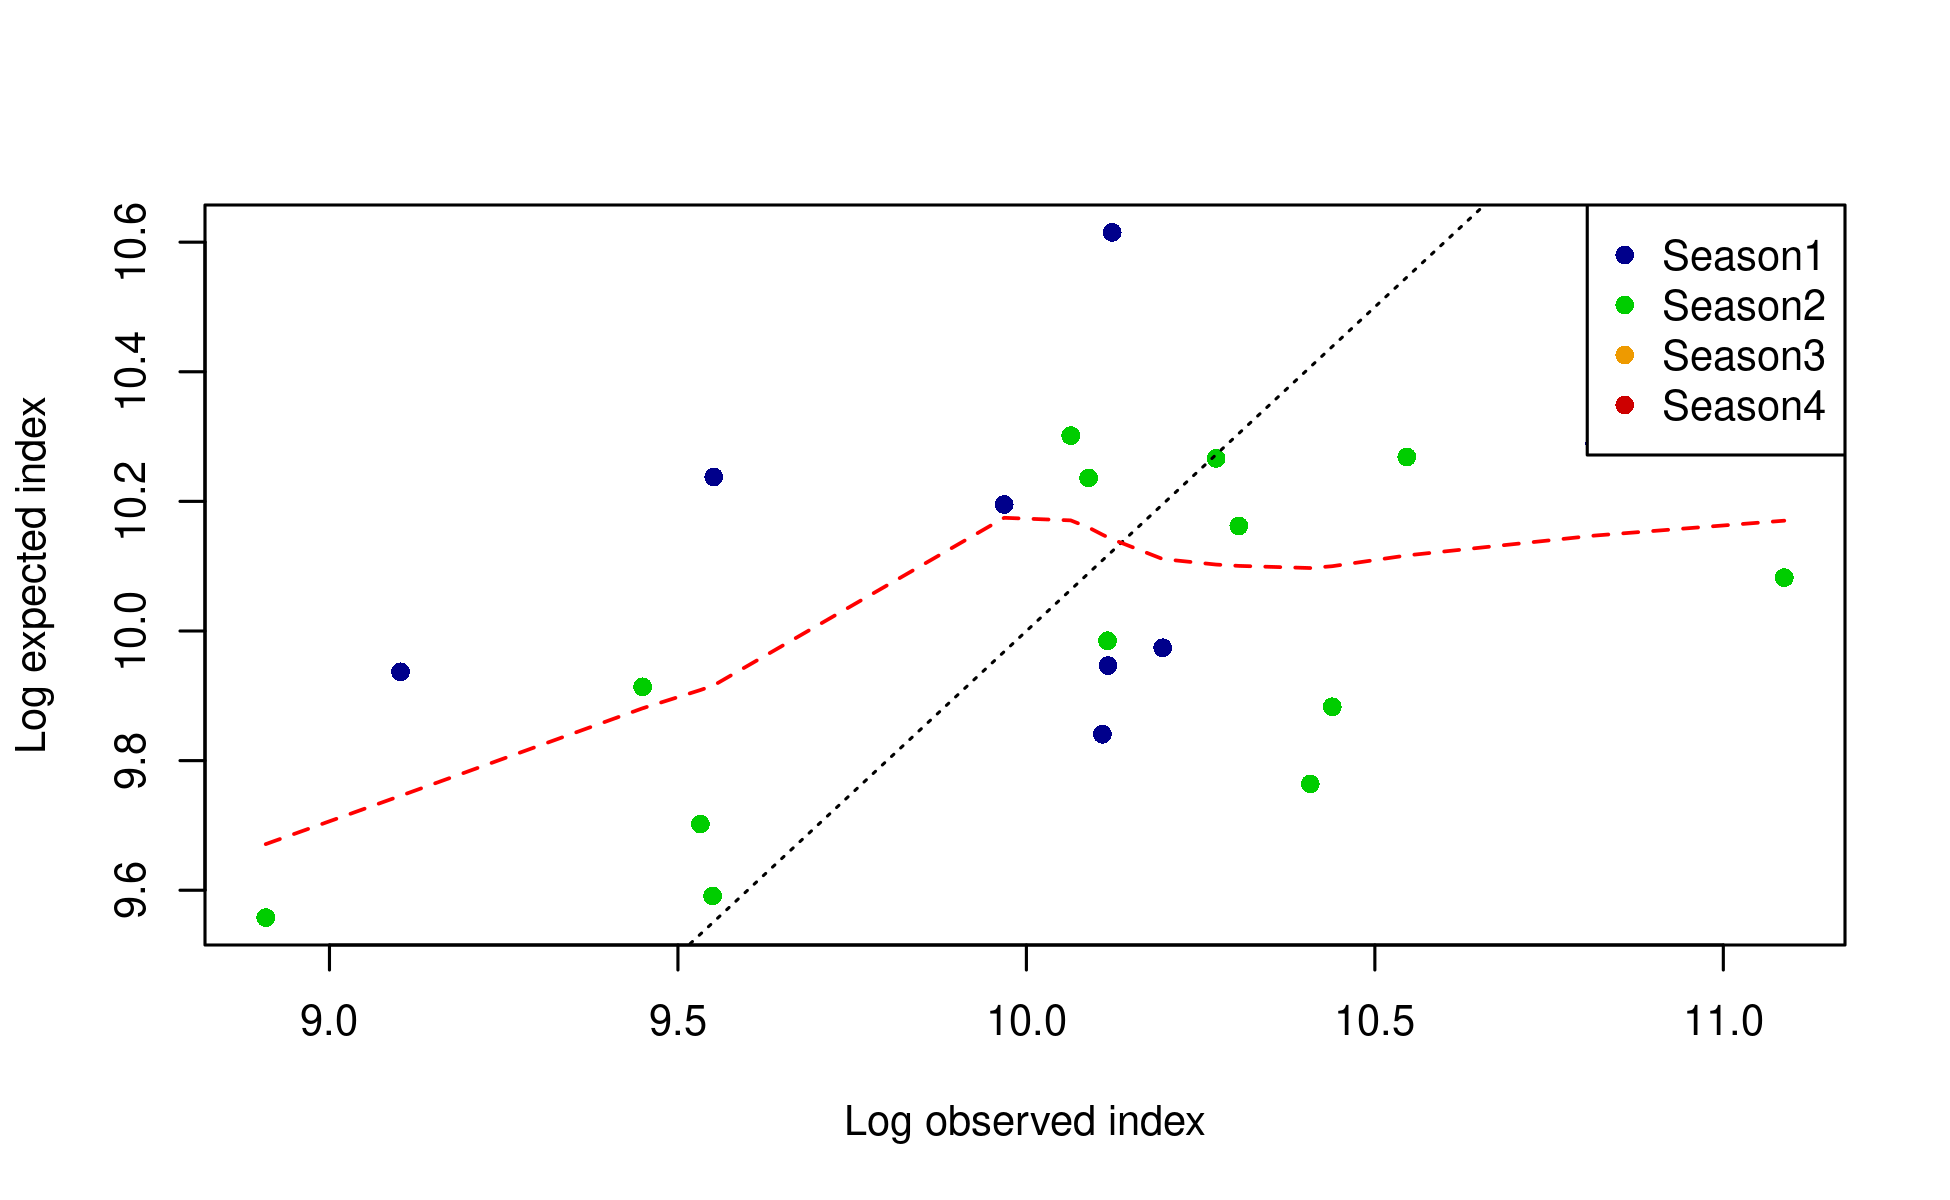 10.6
10.4
10.2
10.0
9.8
9.6
Log expected index
Season1
Season2
Season3
Season4
9.0 9.5 10.0 10.5 11.0
Log observed index